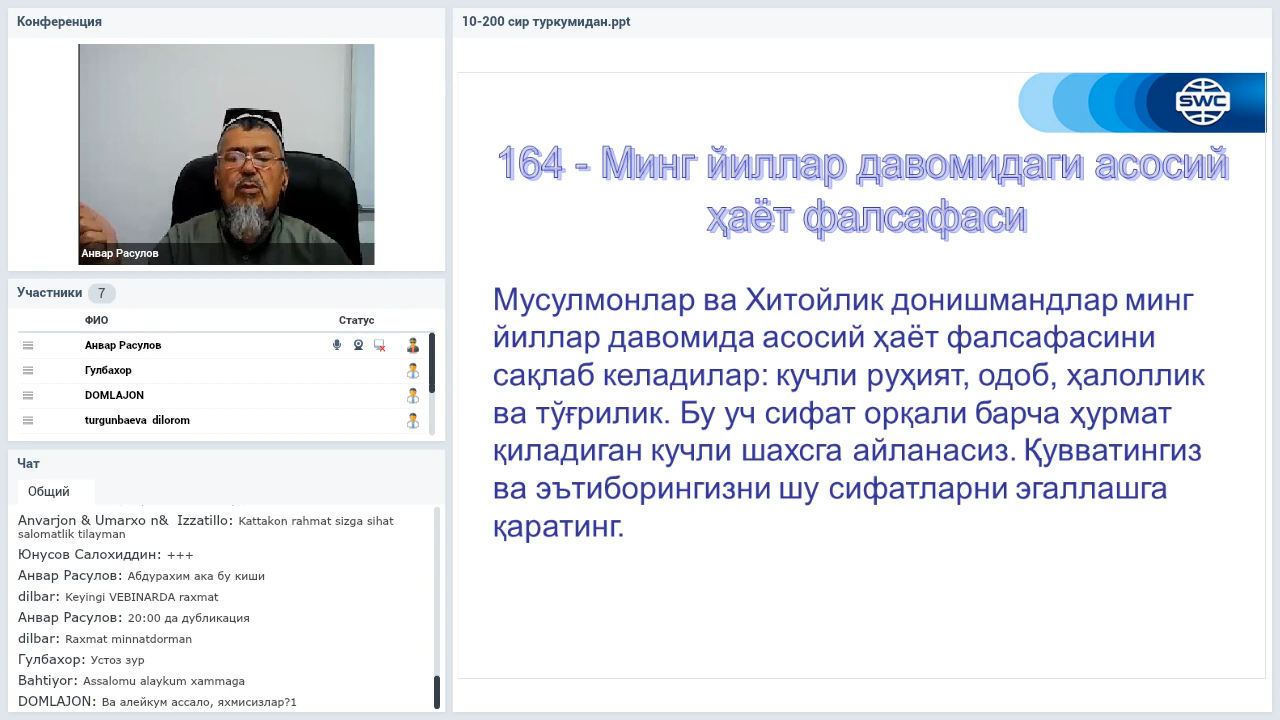 Конференция
Анвар Расулов
Участники 7
ФИО Статус
Анвар Расулов
Гулбахор
DOMLAJON
turgunbaeva dilorom
Чат
Общий
Anvarjon & Umarxo n& Izzatillo: Kattakon rahmat sizga sihat
salomatlik tilayman
Юнусов Салохиддин: +++
Анвар Расулов: Абдурахим ака бу киши
dilbar: Keyingi VEBINARDA raxmat
Анвар Расулов: 20:00 да дубликация
dilbar: Raxmat minnatdorman
Гулбахор: Устоз зур
Bahtiyor: Assalomu alaykum xammaga
DOMLAJON: Ва алейкум ассало, яхмисизлар?1
10-200 сир туркумидан.ppt
SWC
164 - Минг йиллар давомидаги асосий
ҳаёт фалсафаси
Мусулмонлар ва Хитойлик донишмандлар минг
йиллар давомида асосий ҳаёт фалсафасини
сақлаб келадилар: кучли руҳият, одоб, ҳалоллик
ва тўғрилик. Бу уч сифат орқали барча ҳурмат
қиладиган кучли шахсга айланасиз. Қувватингиз
ва эътиборингизни шу сифатларни эгаллашга
қаратинг.